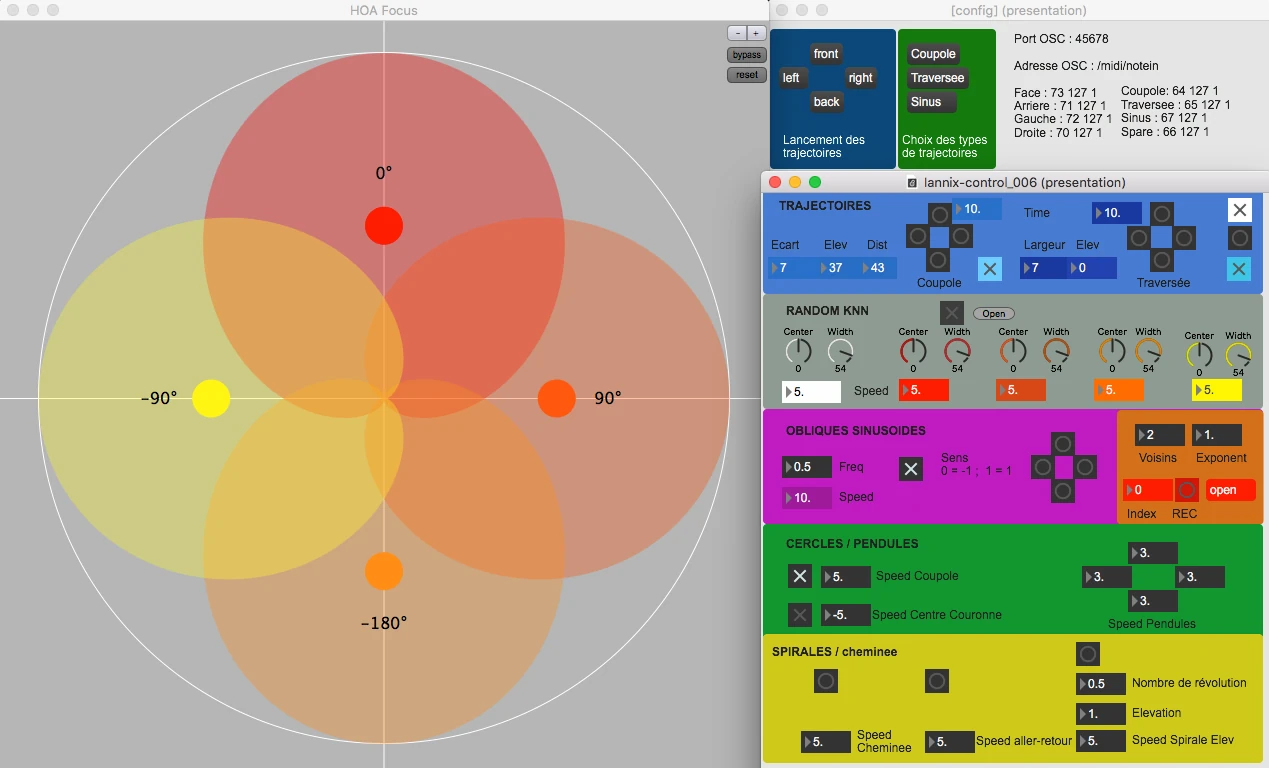 HOA Focus
- +
bypass
reset
0°
-90°
90°
-180°
[config] (presentation)
front
left right
back
Lancement des
trajectoires
Coupole
Traversee
Sinus
Choix des types
de trajectoires
Port OSC : 45678
Adresse OSC : /midi/notein
Face : 73 127 1
Arriere : 71 127 1
Gauche : 72 127 1
Droite : 70 127 1
Coupole: 64 127 1
Traversee : 65 127 1
Sinus : 67 127 1
Spare : 66 127 1
Iannix-control_006 (presentation)
TRAJECTOIRES
10.
Time
10.
Ecart Elev Dist
7 37 43
Coupole
Largeur Elev
7 0
Traversée
RANDOM KNN
Open
Center Width Center Width Center Width Center Width Center Width
0 54 0 54 0 54 0 54 0 54
5. Speed 5. 5. 5. 5.
OBLIQUES SINUSOIDES
0.5 Freq
10. Speed
Sens
0 = -1 ; 1 = 1
2 1.
Voisins Exponent
0 open
Index REC
CERCLES / PENDULES
5. Speed Coupole
-5. Speed Centre Couronne
3.
3. 3.
3.
Speed Pendules
SPIRALES / cheminee
0.5 Nombre de révolution
1. Elevation
5. Speed
Cheminee
5. Speed aller-retour
5. Speed Spirale Elev